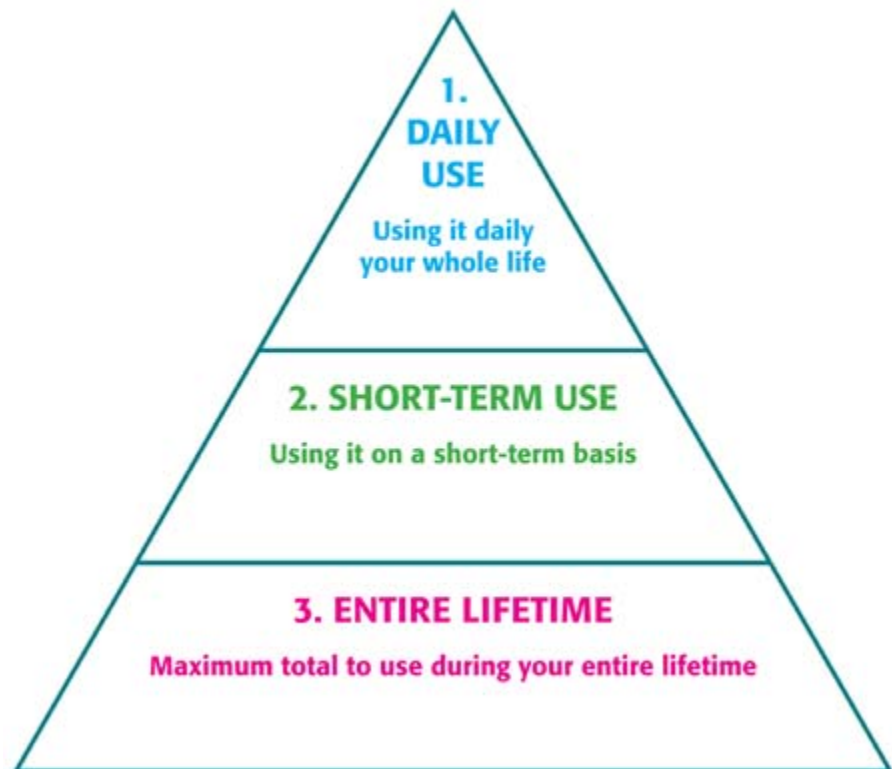 1.
DAILY
USE
Using it daily
your whole life
2. SHORT-TERM USE
Using it on a short-term basis
3. ENTIRE LIFETIME
Maximum total to use during your entire lifetime